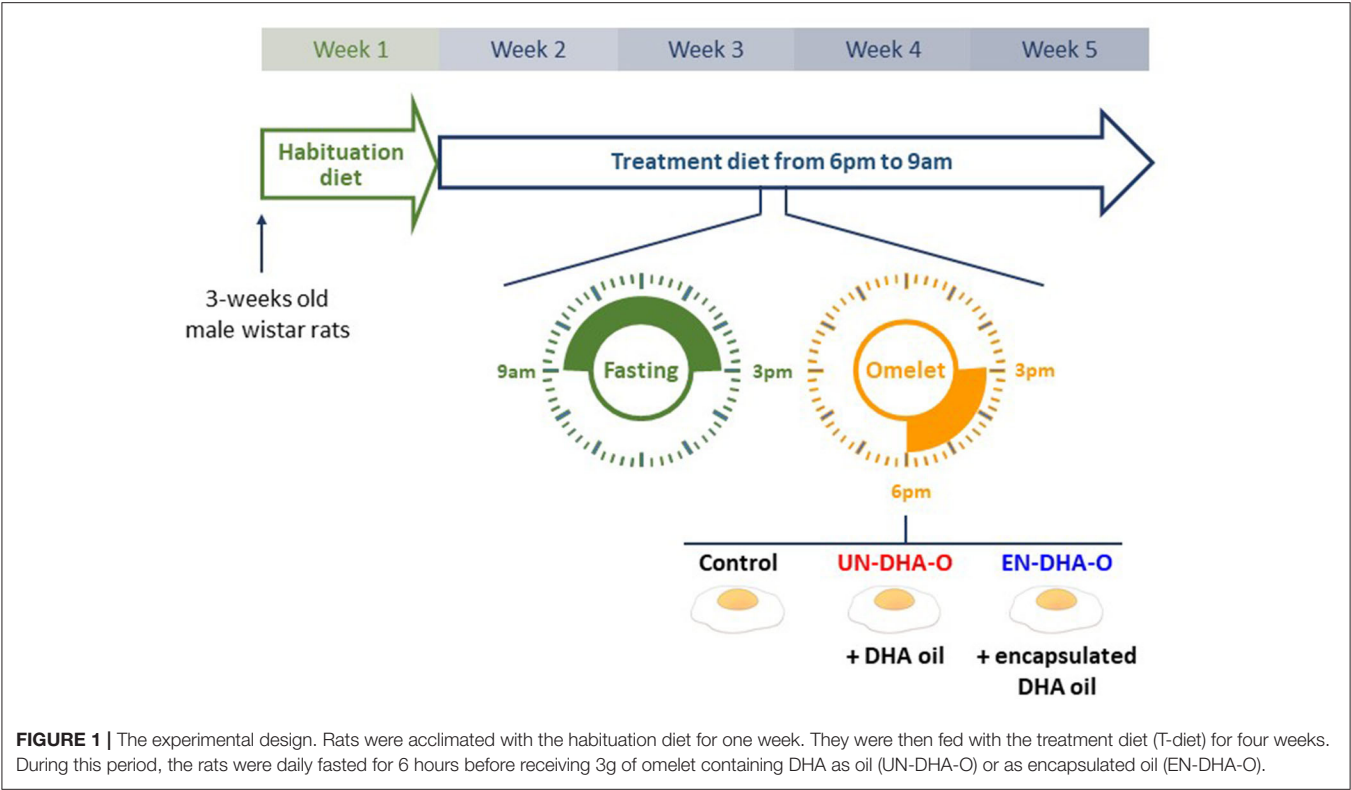 Week 1 Week 2 Week 3 Week 4 Week 5
Habituation
diet
Treatment diet from 6pm to 9am
3-weeks old
male wistar rats
9am Fasting 3pm
Omelet 3pm
6pm
Control UN-DHA-O EN-DHA-O
+ DHA oil + encapsulated
DHA oil
FIGURE 1 | The experimental design. Rats were acclimated with the habituation diet for one week. They were then fed with the treatment diet (T-diet) for four weeks.
During this period, the rats were daily fasted for 6 hours before receiving 3g of omelet containing DHA as oil (UN-DHA-O) or as encapsulated oil (EN-DHA-O).